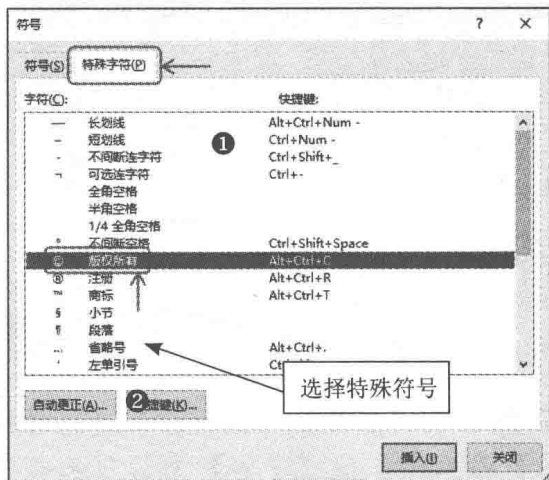 符号 ? ×
符号(S) 特殊字符(P)
字符(C): 快捷键:
— 长划线 Alt+Ctrl+Num -
– 短划线 Ctrl+Num -
- 不间断连字符 Ctrl+Shift+_
¬ 可选连字符 Ctrl+-
全角空格
半角空格
1/4 全角空格
° 不间断空格 Ctrl+Shift+Space
© 版权所有 Alt+Ctrl+C
® 注册 Alt+Ctrl+R
™ 商标 Alt+Ctrl+T
§ 小节
¶ 段落
… 省略号 Alt+Ctrl+.
‘ 左单引号
❶
选择特殊符号
自动更正(A)... ❷ 键(K)...
插入(I) 关闭